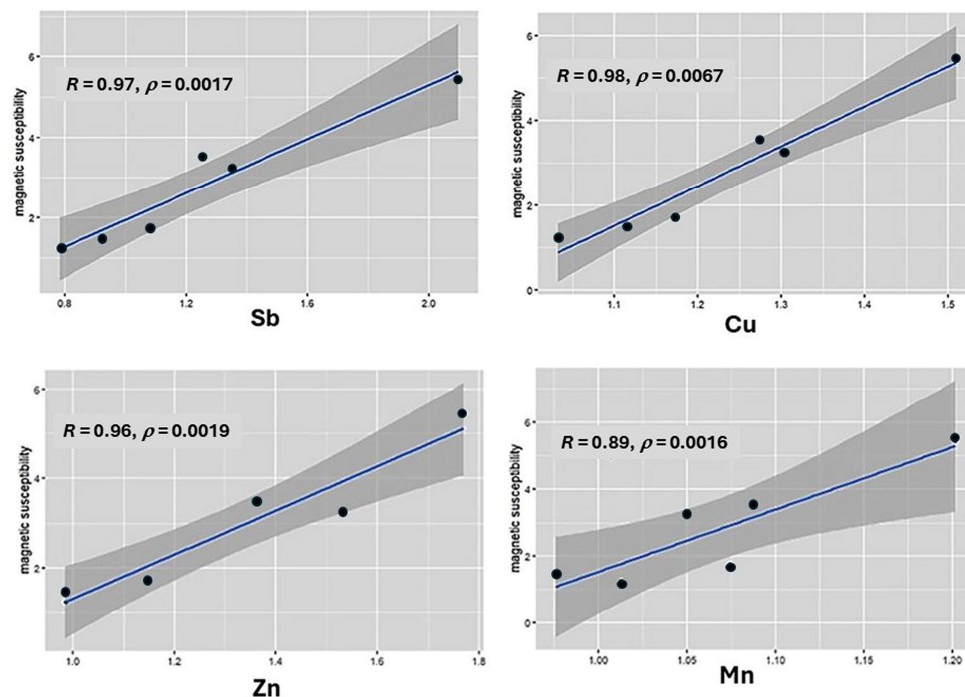 magnetic susceptibility
6
4
2
R = 0.97, ρ = 0.0017
0.8 1.2 1.6 2.0
Sb
magnetic susceptibility
6
4
2
0
R = 0.98, ρ = 0.0067
1.1 1.2 1.3 1.4 1.5
Cu
magnetic susceptibility
6
4
2
R = 0.96, ρ = 0.0019
1.0 1.2 1.4 1.6 1.8
Zn
magnetic susceptibility
6
4
2
0
R = 0.89, ρ = 0.0016
1.00 1.05 1.10 1.15 1.20
Mn